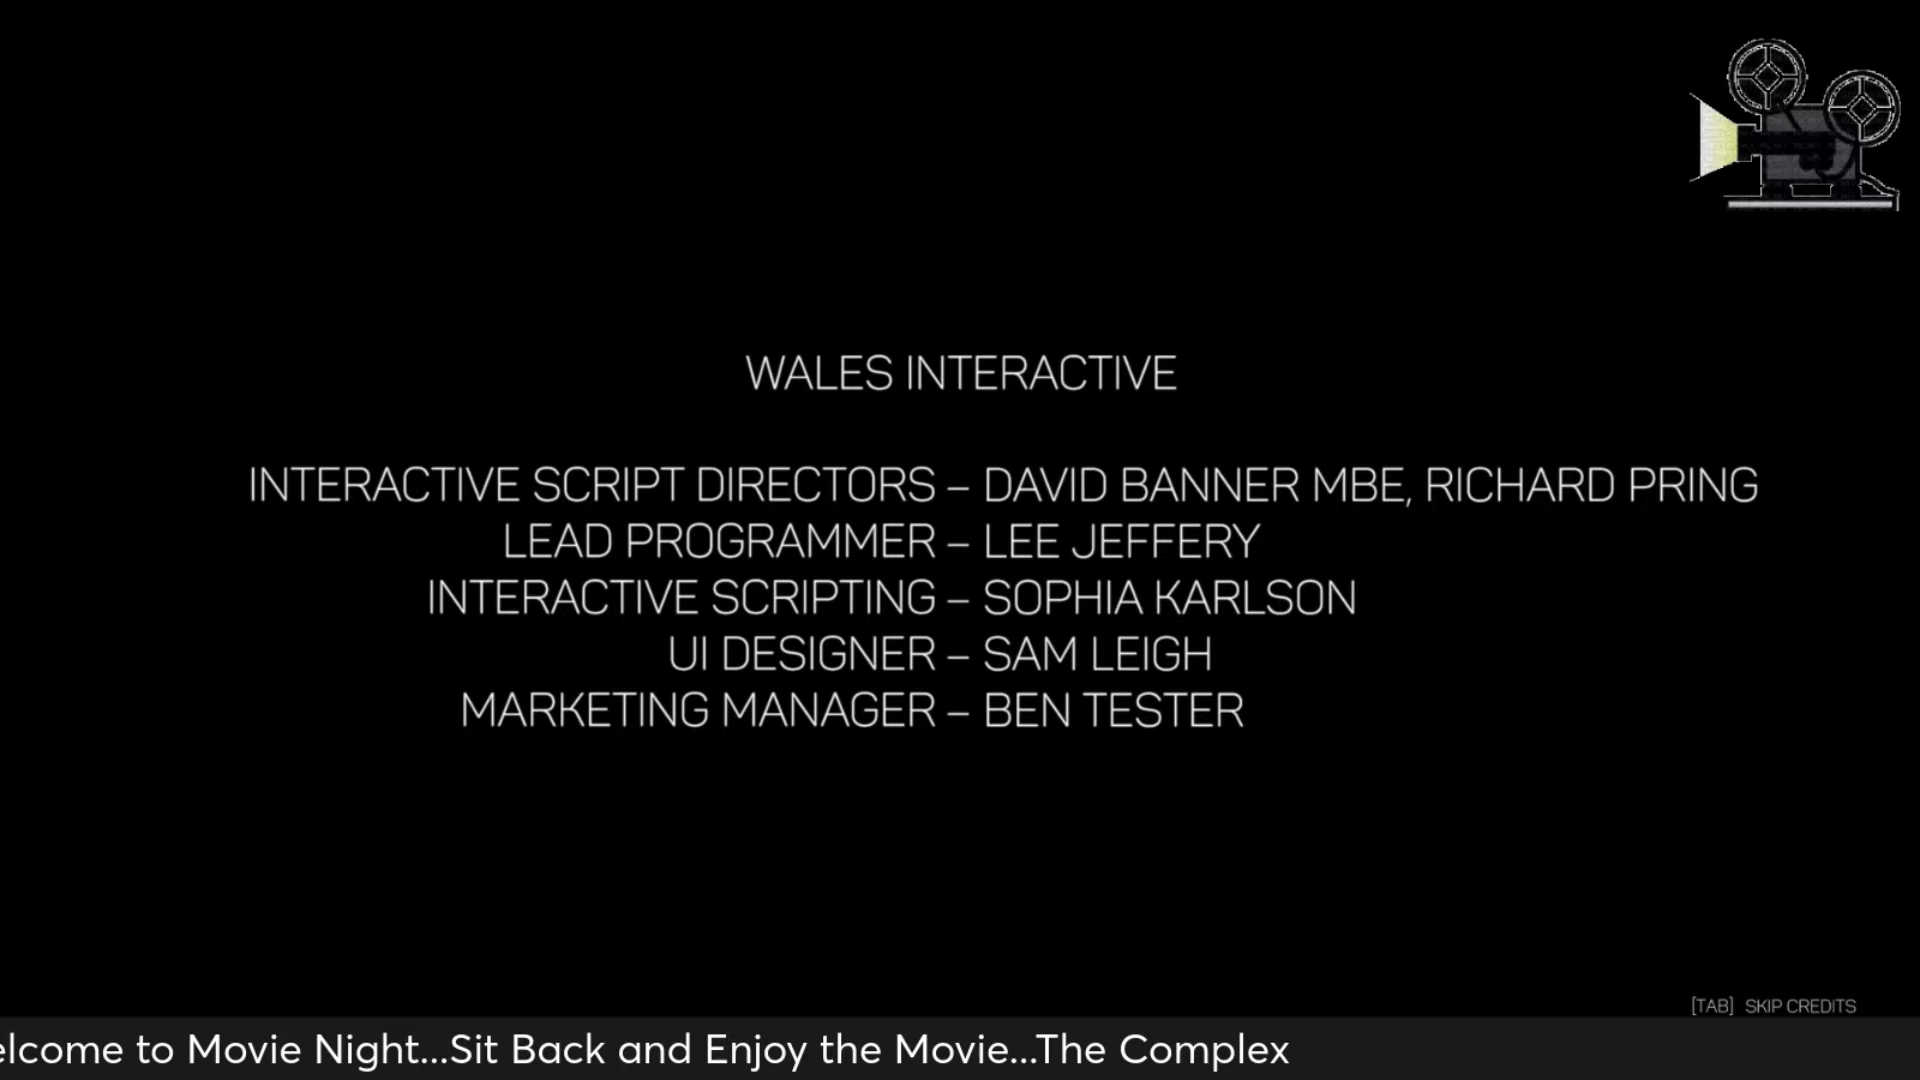 WALES INTERACTIVE
INTERACTIVE SCRIPT DIRECTORS – DAVID BANNER MBE, RICHARD PRING
LEAD PROGRAMMER – LEE JEFFERY
INTERACTIVE SCRIPTING – SOPHIA KARLSON
UI DESIGNER – SAM LEIGH
MARKETING MANAGER – BEN TESTER
[TAB] SKIP CREDITS
elcome to Movie Night...Sit Back and Enjoy the Movie...The Complex